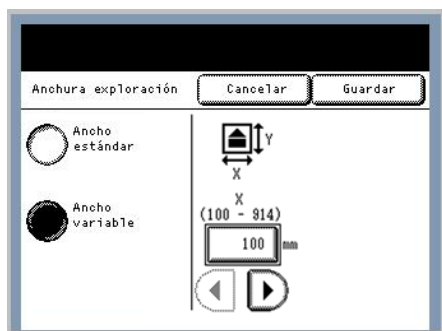 Anchura exploración
Cancelar
Guardar
Ancho
estándar
Y
X
Ancho
variable
X
(100 - 914)
100 mm